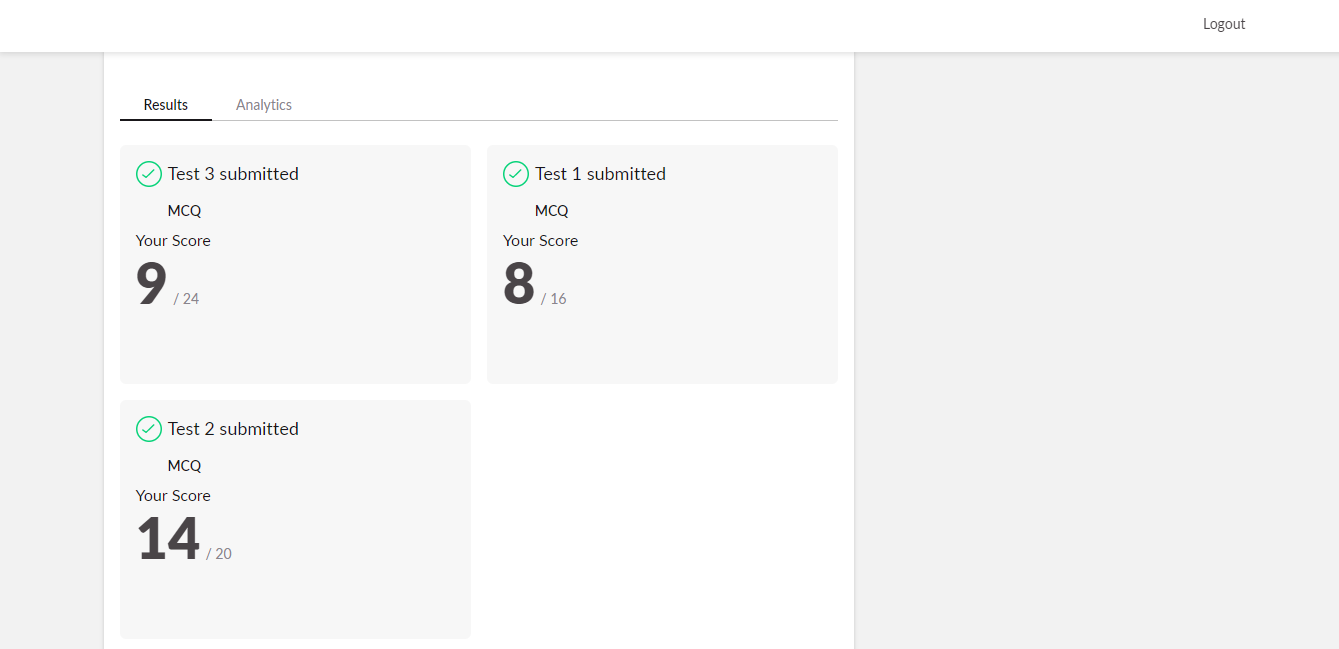 Logout
Results
Analytics
Test 3 submitted
MCQ
Your Score
9 / 24
Test 1 submitted
MCQ
Your Score
8 / 16
Test 2 submitted
MCQ
Your Score
14 / 20